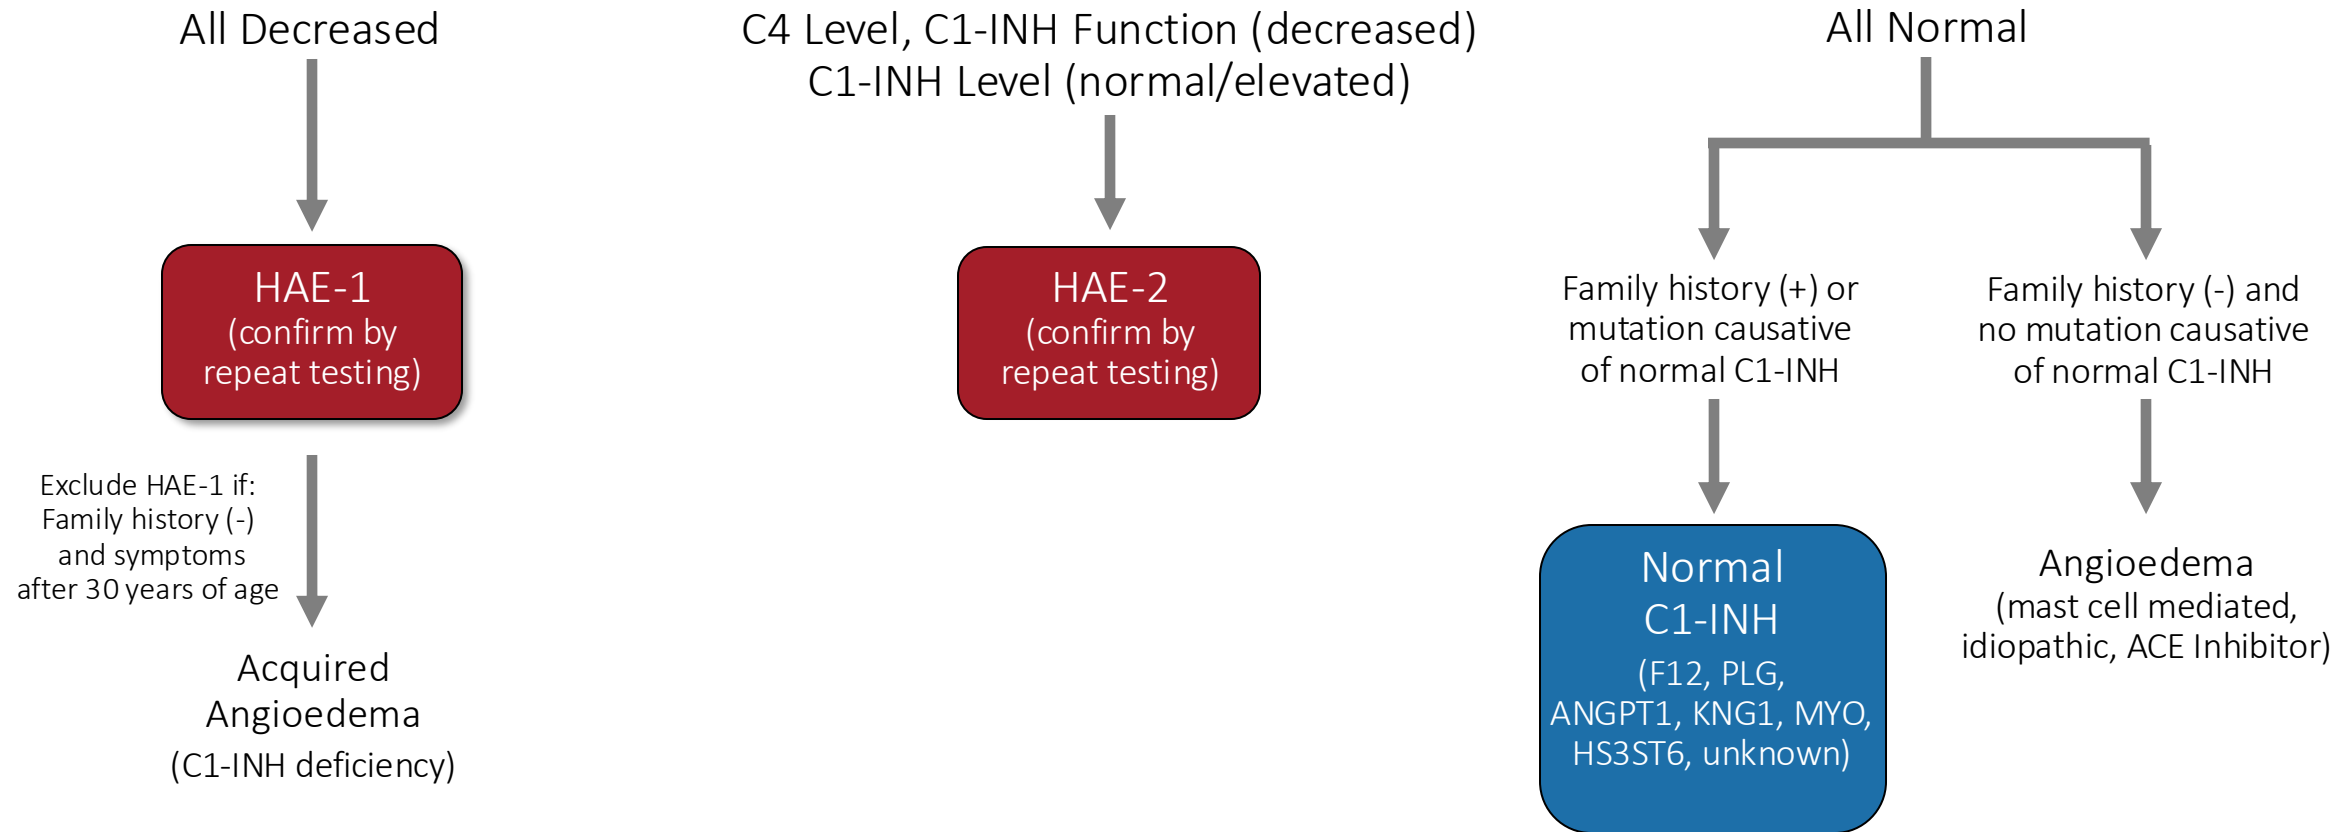 All Decreased
C4 Level, C1-INH Function (decreased)
C1-INH Level (normal/elevated)
All Normal
HAE-1
(confirm by
repeat testing)
HAE-2
(confirm by
repeat testing)
Family history (+) or
mutation causative
of normal C1-INH
Family history (-) and
no mutation causative
of normal C1-INH
Exclude HAE-1 if:
Family history (-)
and symptoms
after 30 years of age
Acquired
Angioedema
(C1-INH deficiency)
Normal
C1-INH
(F12, PLG,
ANGPT1, KNG1, MYO,
HS3ST6, unknown)
Angioedema
(mast cell mediated,
idiopathic, ACE Inhibitor)